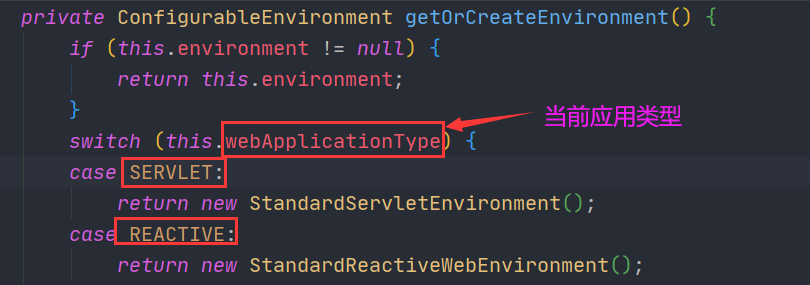 private ConfigurableEnvironment getOrCreateEnvironment() {
if (this.environment != null) {
return this.environment;
}
switch (this.webApplicationType) {
当前应用类型
case SERVLET:
return new StandardServletEnvironment();
case REACTIVE:
return new StandardReactiveWebEnvironment();